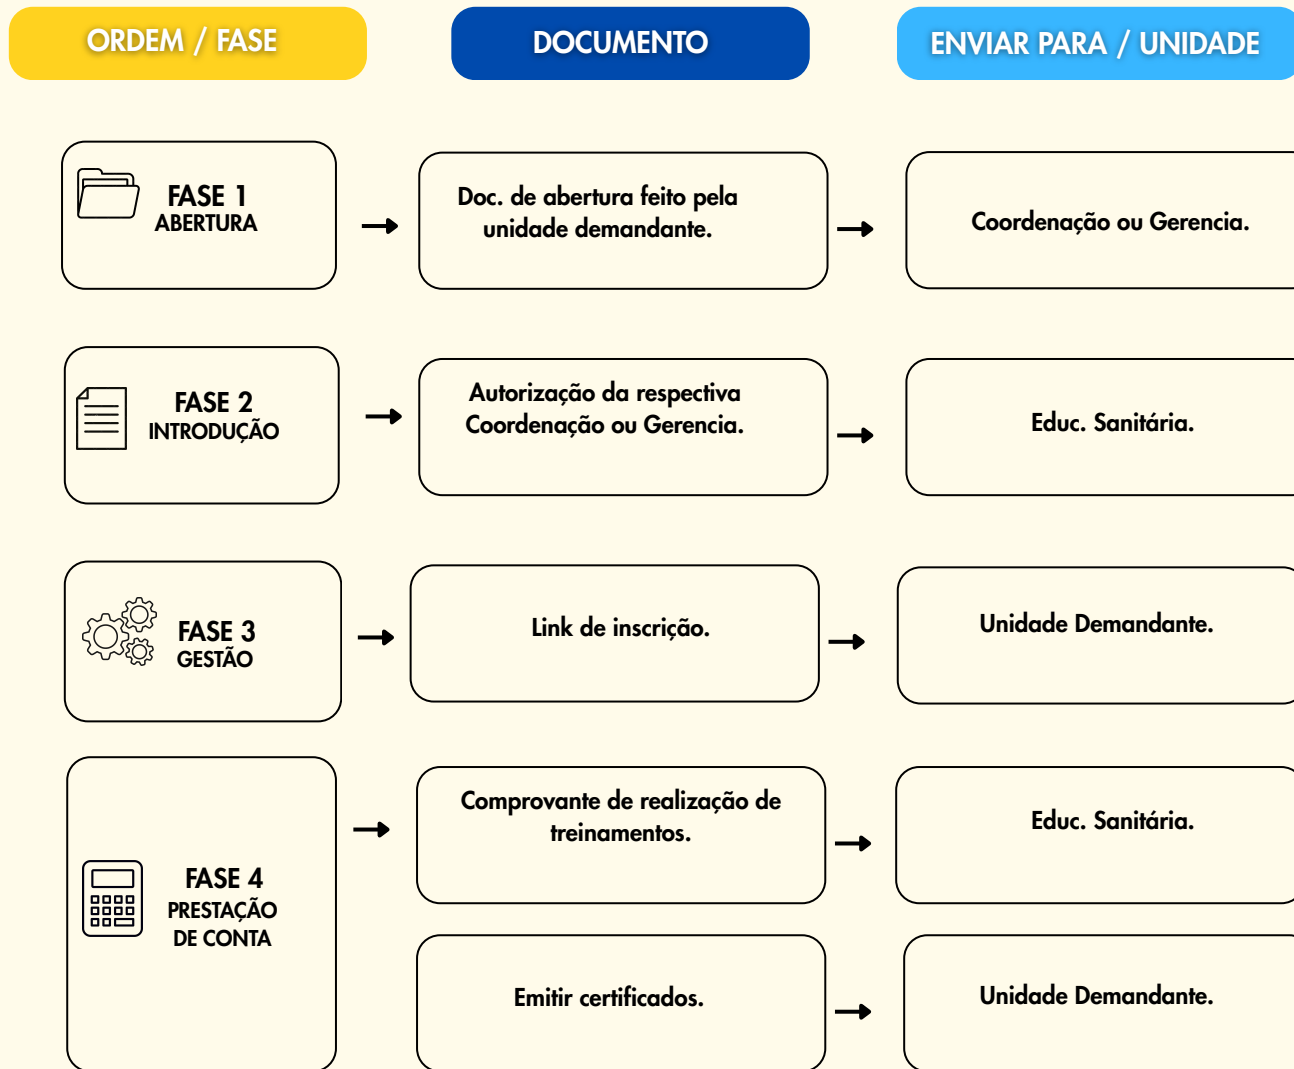 ORDEM / FASE
DOCUMENTO
ENVIAR PARA / UNIDADE
FASE 1
ABERTURA
Doc. de abertura feito pela
unidade demandante.
Coordenação ou Gerencia.
FASE 2
INTRODUÇÃO
Autorização da respectiva
Coordenação ou Gerencia.
Educ. Sanitária.
FASE 3
GESTÃO
Link de inscrição.
Unidade Demandante.
FASE 4
PRESTAÇÃO
DE CONTA
Comprovante de realização de
treinamentos.
Educ. Sanitária.
Emitir certificados.
Unidade Demandante.